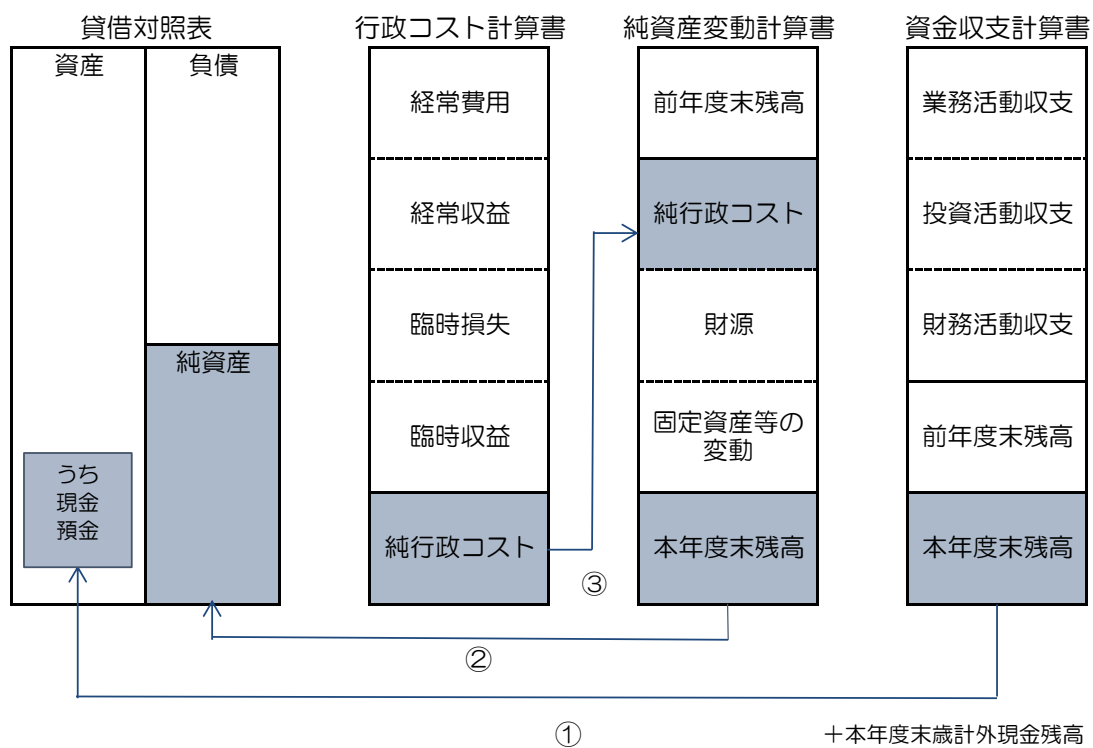 貸借対照表
資産
負債
純資産
うち
現金
預金
行政コスト計算書
経常費用
経常収益
臨時損失
臨時収益
純行政コスト
純資産変動計算書
前年度末残高
純行政コスト
財源
固定資産等の
変動
本年度末残高
資金収支計算書
業務活動収支
投資活動収支
財務活動収支
前年度末残高
本年度末残高
③
②
①
＋本年度末歳計外現金残高